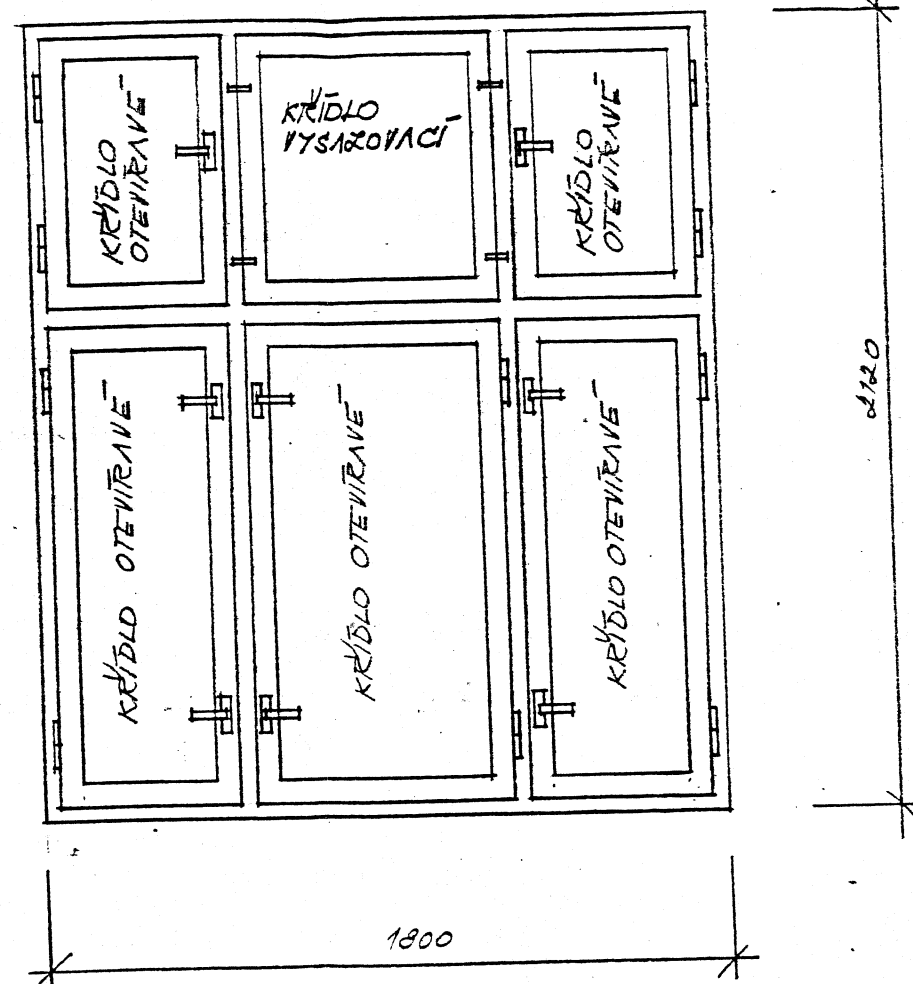 KŘÍDLO
OTEVÍRAVÉ
KŘÍDLO
VYSAZOVACÍ
KŘÍDLO
OTEVÍRAVÉ
KŘÍDLO OTEVÍRAVÉ
KŘÍDLO OTEVÍRAVÉ
KŘÍDLO OTEVÍRAVÉ
2120
1800